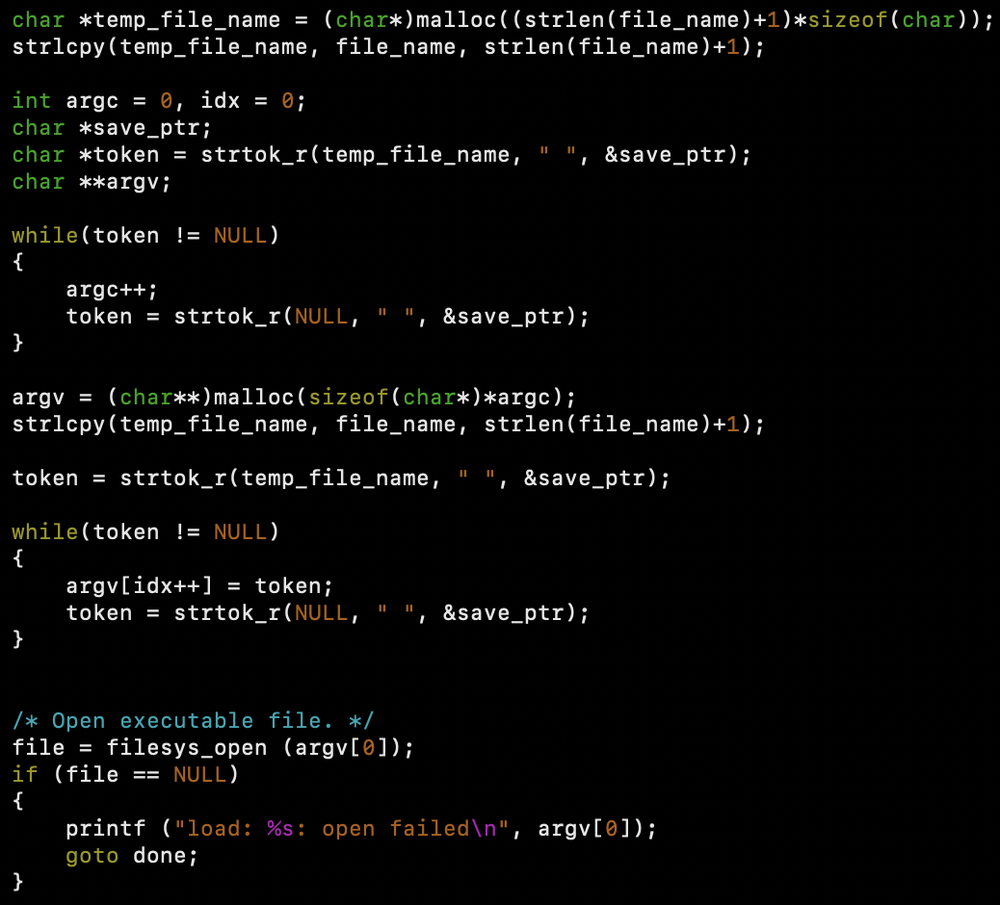 char *temp_file_name = (char*)malloc((strlen(file_name)+1)*sizeof(char));
strlcpy(temp_file_name, file_name, strlen(file_name)+1);

int argc = 0, idx = 0;
char *save_ptr;
char *token = strtok_r(temp_file_name, " ", &save_ptr);
char **argv;

while(token != NULL)
{
    argc++;
    token = strtok_r(NULL, " ", &save_ptr);
}

argv = (char**)malloc(sizeof(char*)*argc);
strlcpy(temp_file_name, file_name, strlen(file_name)+1);

token = strtok_r(temp_file_name, " ", &save_ptr);

while(token != NULL)
{
    argv[idx++] = token;
    token = strtok_r(NULL, " ", &save_ptr);
}


/* Open executable file. */
file = filesys_open (argv[0]);
if (file == NULL)
{
    printf ("load: %s: open failed\n", argv[0]);
    goto done;
}